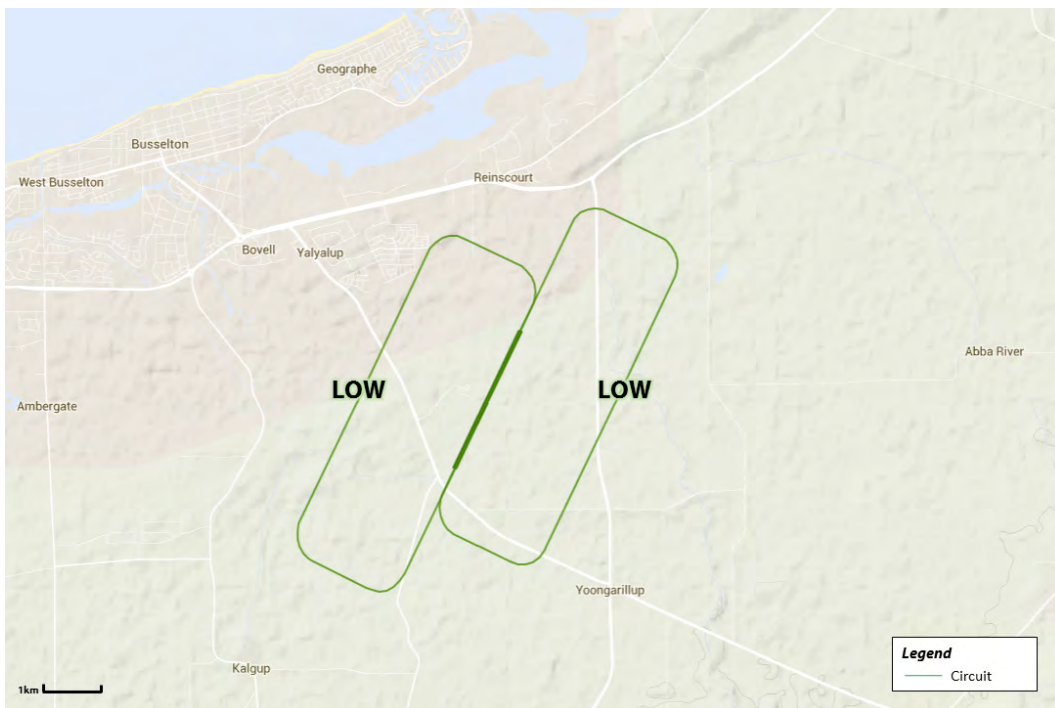 Geographe
Busselton
West Busselton
Reinscourt
Bovell
Yalyalup
Abba River
LOW
LOW
Ambergate
Yoongarillup
Kalgup
Legend
Circuit
1km